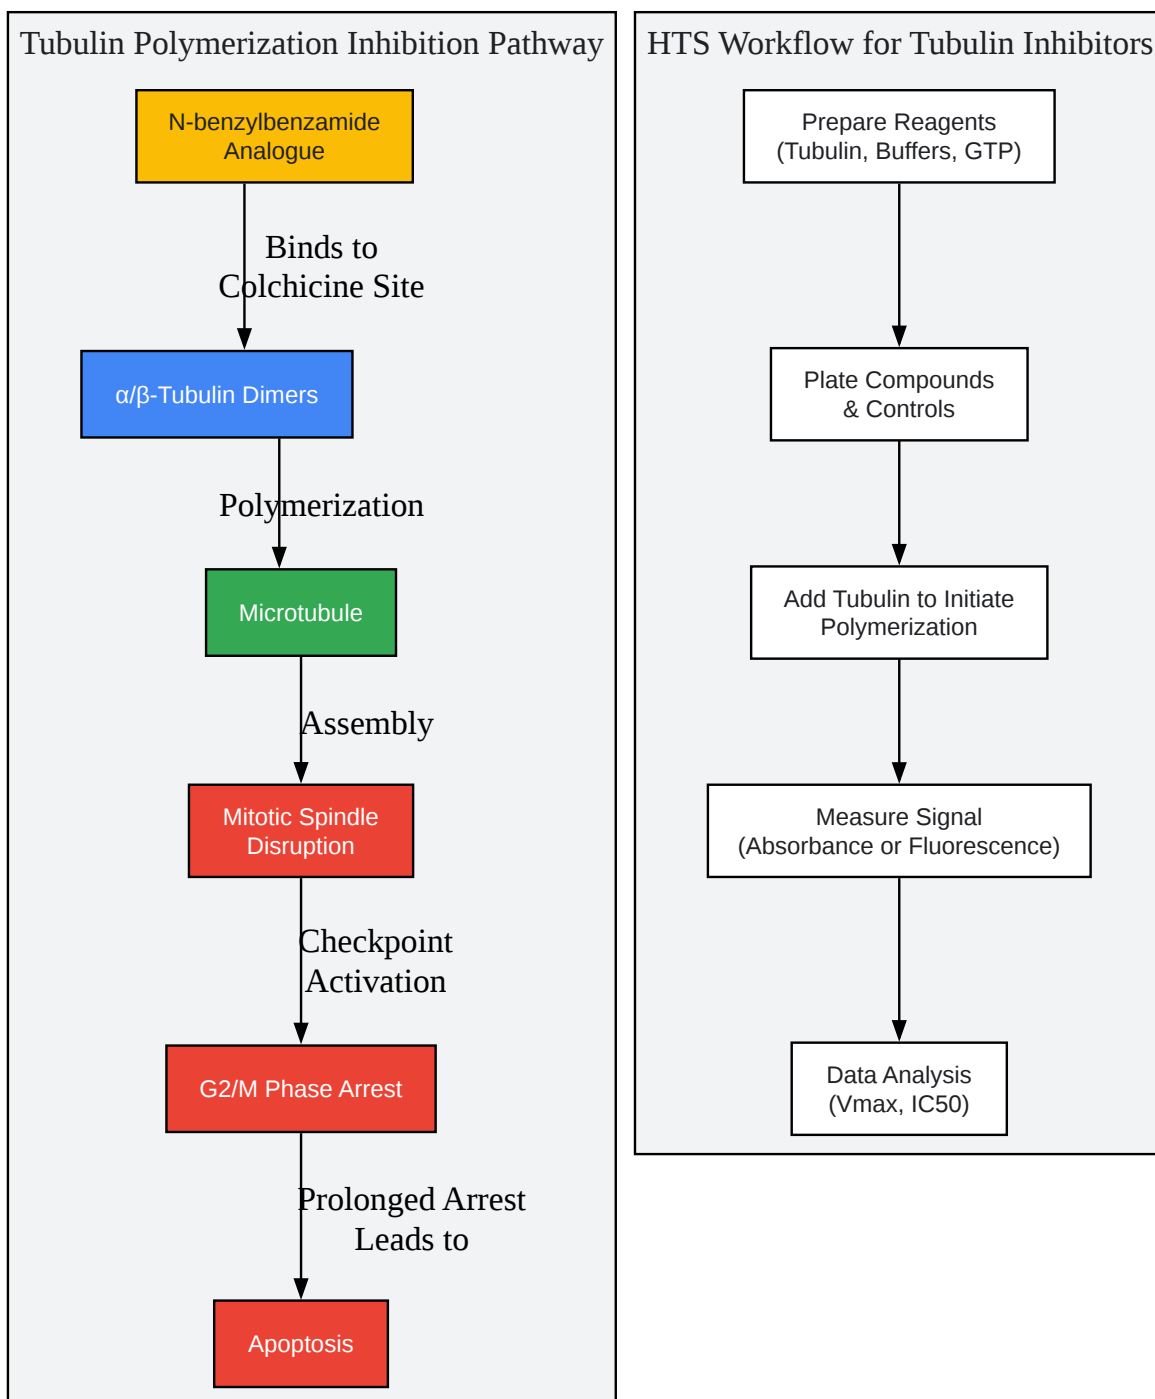 Tubulin Polymerization Inhibition Pathway
N-benzylbenzamide
Analogue
Binds to
Colchicine Site
α/β-Tubulin Dimers
Polymerization
Microtubule
Assembly
Mitotic Spindle
Disruption
Checkpoint
Activation
G2/M Phase Arrest
Prolonged Arrest
Leads to
Apoptosis
HTS Workflow for Tubulin Inhibitors
Prepare Reagents
(Tubulin, Buffers, GTP)
Plate Compounds
& Controls
Add Tubulin to Initiate
Polymerization
Measure Signal
(Absorbance or Fluorescence)
Data Analysis
(Vmax, IC50)